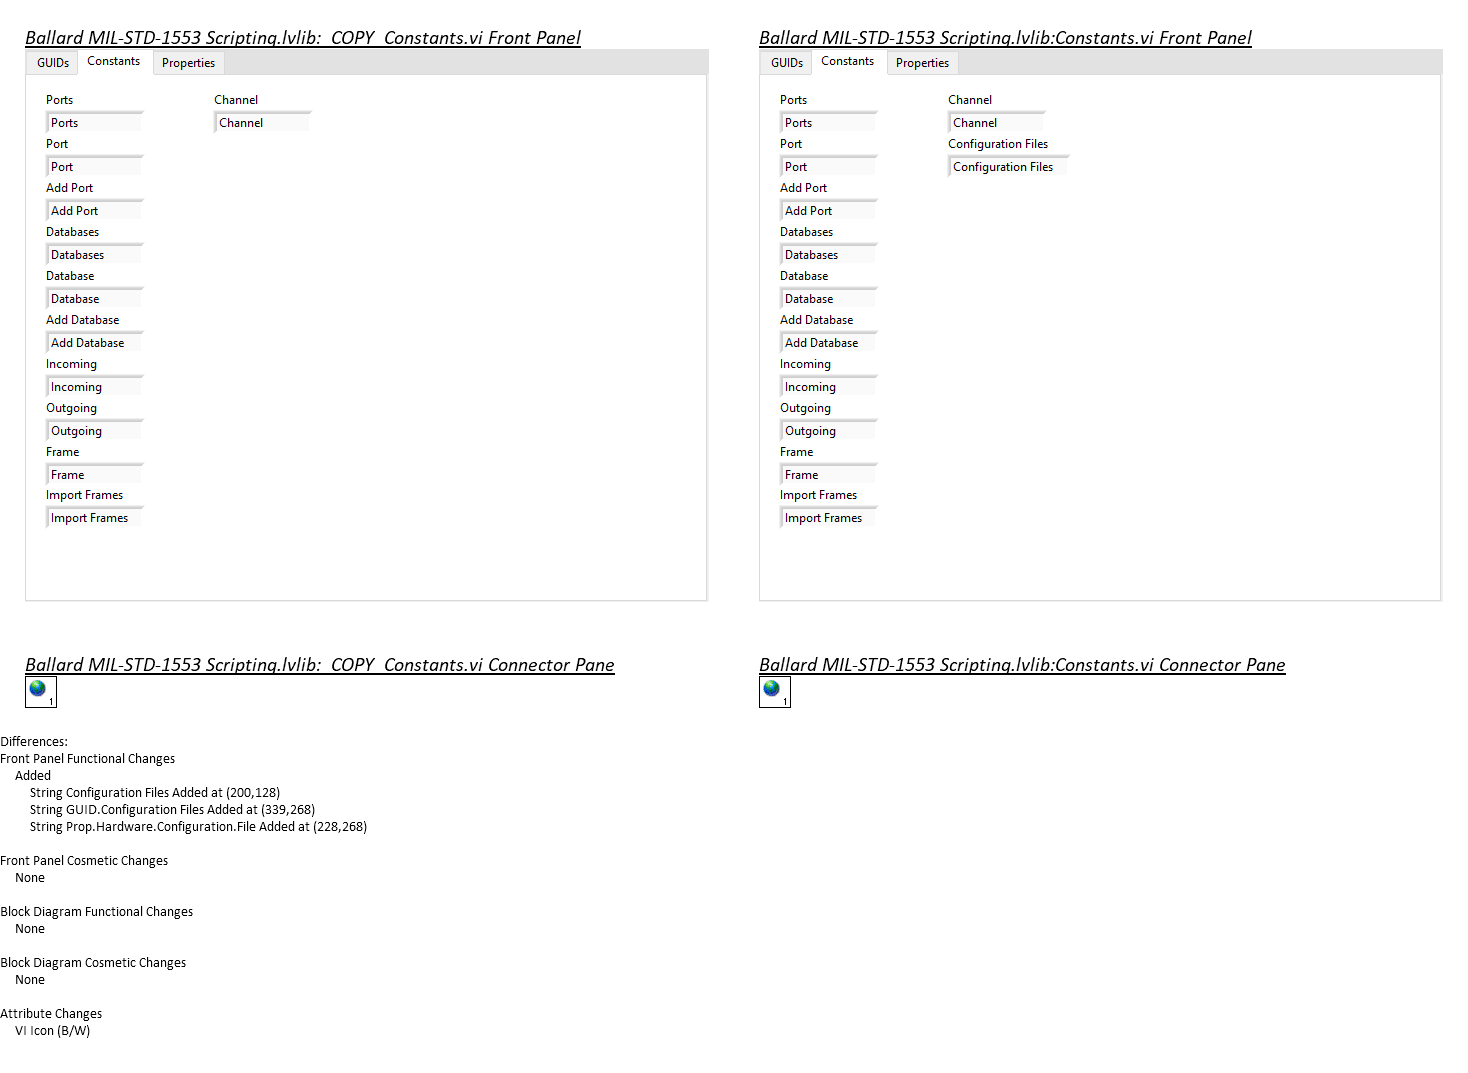 Ballard MIL-STD-1553 Scripting.lvlib:_COPY_Constants.vi Front Panel
GUIDs Constants Properties
Ports Channel
Ports Channel
Port
Port
Add Port
Add Port
Databases
Databases
Database
Database
Add Database
Add Database
Incoming
Incoming
Outgoing
Outgoing
Frame
Frame
Import Frames
Import Frames
Ballard MIL-STD-1553 Scripting.lvlib:Constants.vi Front Panel
GUIDs Constants Properties
Ports Channel
Ports Channel
Port Configuration Files
Port Configuration Files
Add Port
Add Port
Databases
Databases
Database
Database
Add Database
Add Database
Incoming
Incoming
Outgoing
Outgoing
Frame
Frame
Import Frames
Import Frames
Ballard MIL-STD-1553 Scripting.lvlib:_COPY_Constants.vi Connector Pane
1
Ballard MIL-STD-1553 Scripting.lvlib:Constants.vi Connector Pane
1
Differences:
Front Panel Functional Changes
Added
String Configuration Files Added at (200,128)
String GUID.Configuration Files Added at (339,268)
String Prop.Hardware.Configuration.File Added at (228,268)
Front Panel Cosmetic Changes
None
Block Diagram Functional Changes
None
Block Diagram Cosmetic Changes
None
Attribute Changes
VI Icon (B/W)